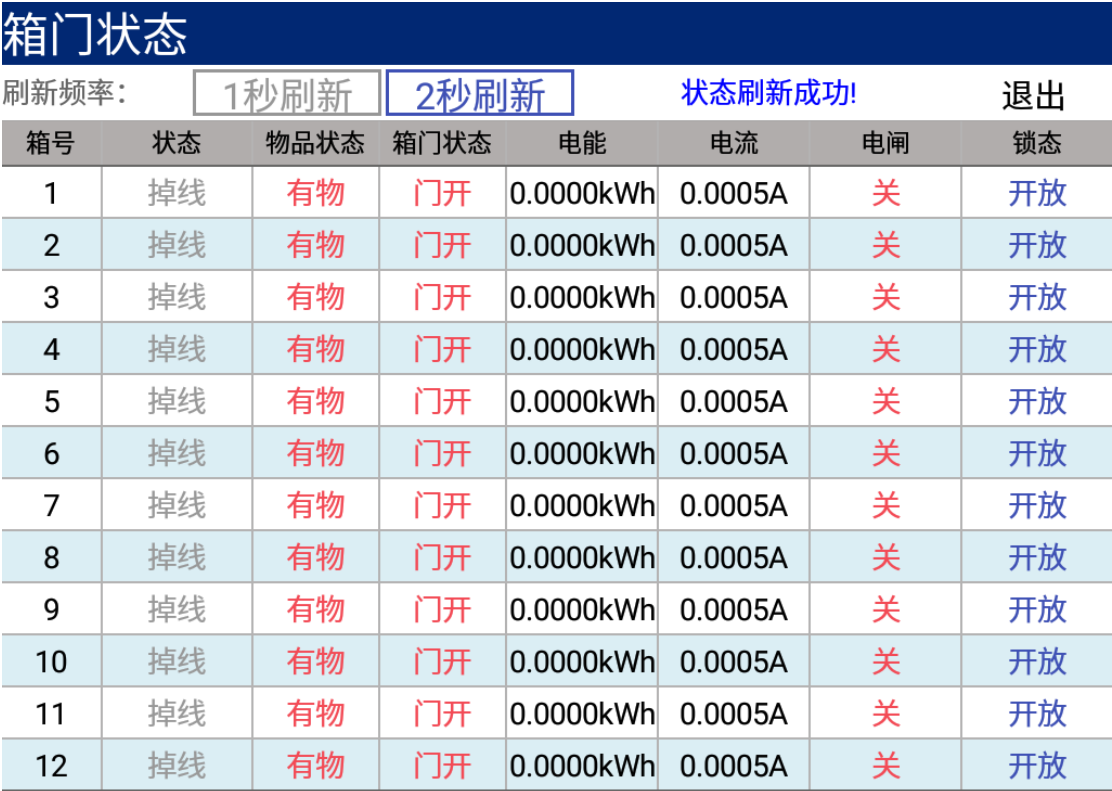 箱门状态
刷新频率： 1秒刷新 2秒刷新 状态刷新成功! 退出
箱号 状态 物品状态 箱门状态 电能 电流 电闸 锁态
1 掉线 有物 门开 0.0000kWh 0.0005A 关 开放
2 掉线 有物 门开 0.0000kWh 0.0005A 关 开放
3 掉线 有物 门开 0.0000kWh 0.0005A 关 开放
4 掉线 有物 门开 0.0000kWh 0.0005A 关 开放
5 掉线 有物 门开 0.0000kWh 0.0005A 关 开放
6 掉线 有物 门开 0.0000kWh 0.0005A 关 开放
7 掉线 有物 门开 0.0000kWh 0.0005A 关 开放
8 掉线 有物 门开 0.0000kWh 0.0005A 关 开放
9 掉线 有物 门开 0.0000kWh 0.0005A 关 开放
10 掉线 有物 门开 0.0000kWh 0.0005A 关 开放
11 掉线 有物 门开 0.0000kWh 0.0005A 关 开放
12 掉线 有物 门开 0.0000kWh 0.0005A 关 开放